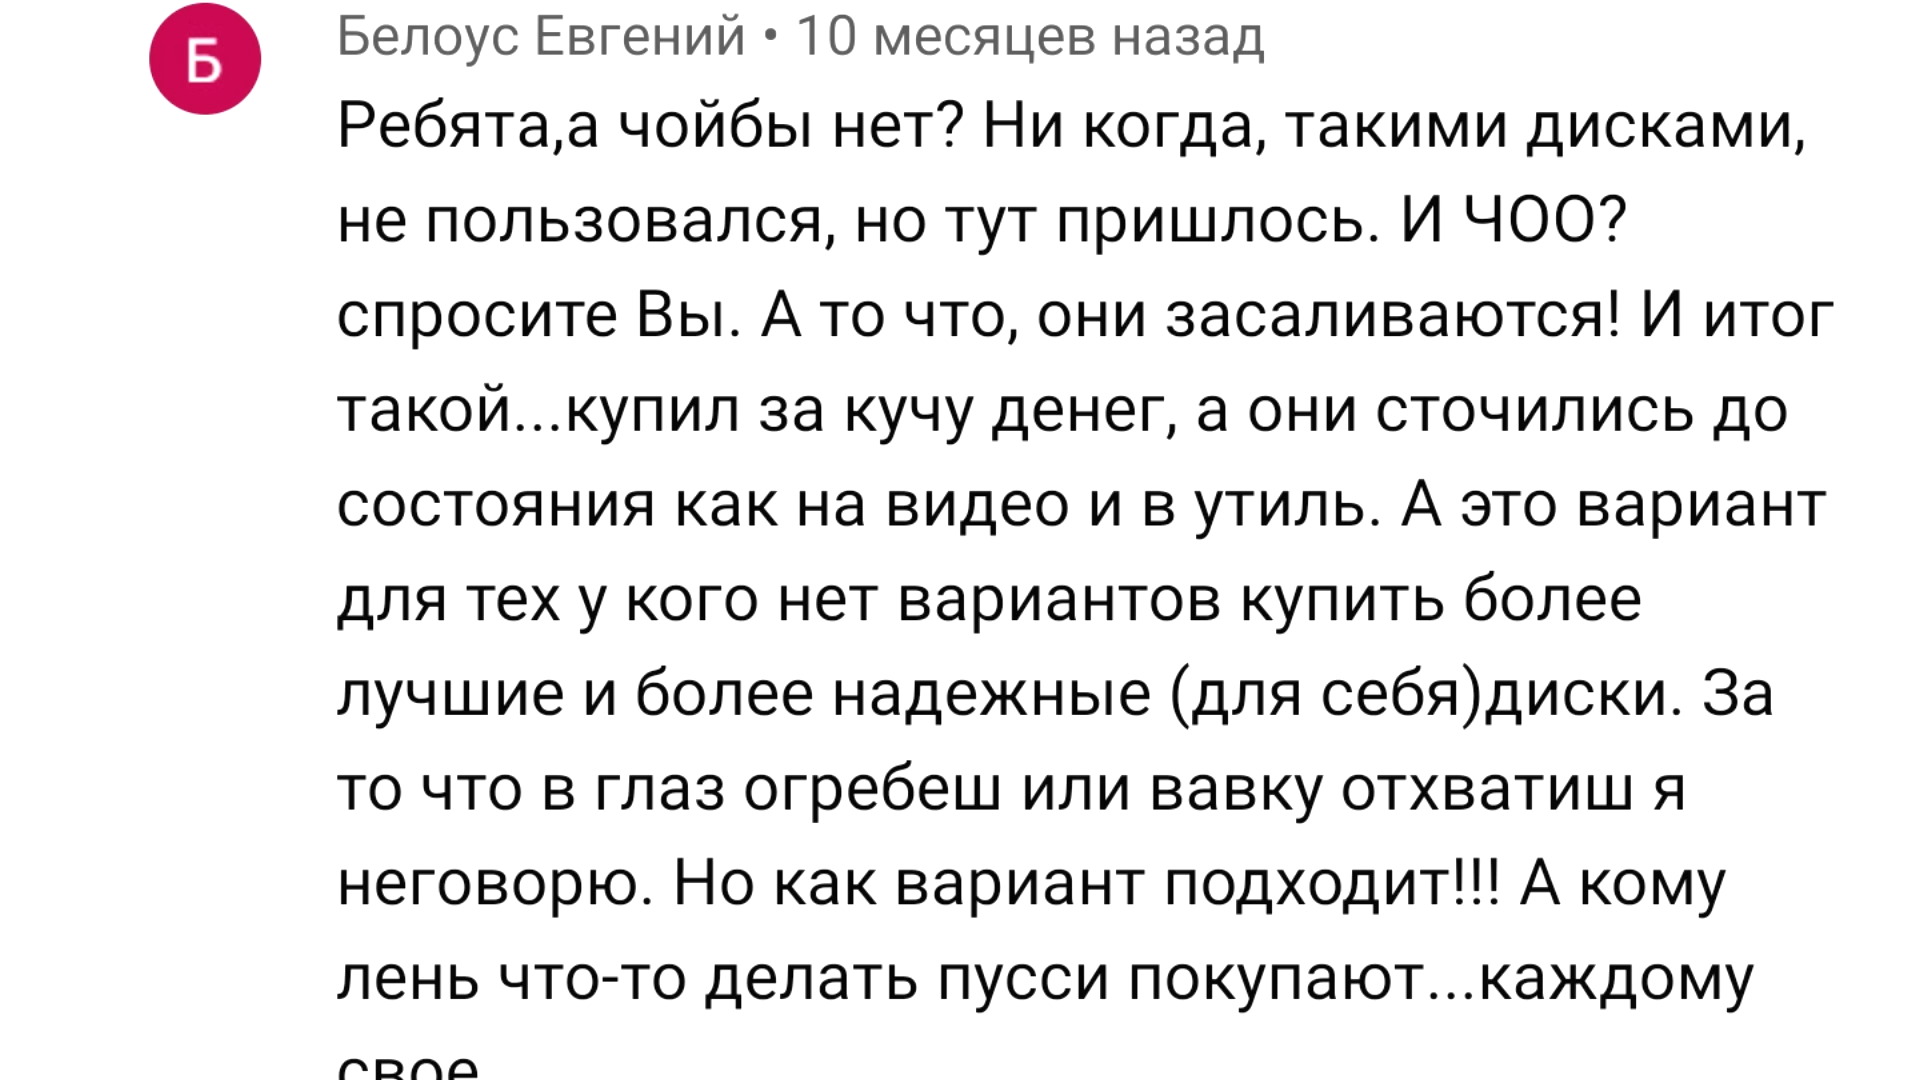 Б
Белоус Евгений • 10 месяцев назад
Ребята,а чойбы нет? Ни когда, такими дисками,
не пользовался, но тут пришлось. И ЧОО?
спросите Вы. А то что, они засаливаются! И итог
такой...купил за кучу денег, а они сточились до
состояния как на видео и в утиль. А это вариант
для тех у кого нет вариантов купить более
лучшие и более надежные (для себя)диски. За
то что в глаз огребеш или вавку отхватиш я
неговорю. Но как вариант подходит!!! А кому
лень что-то делать пусси покупают...каждому
свое